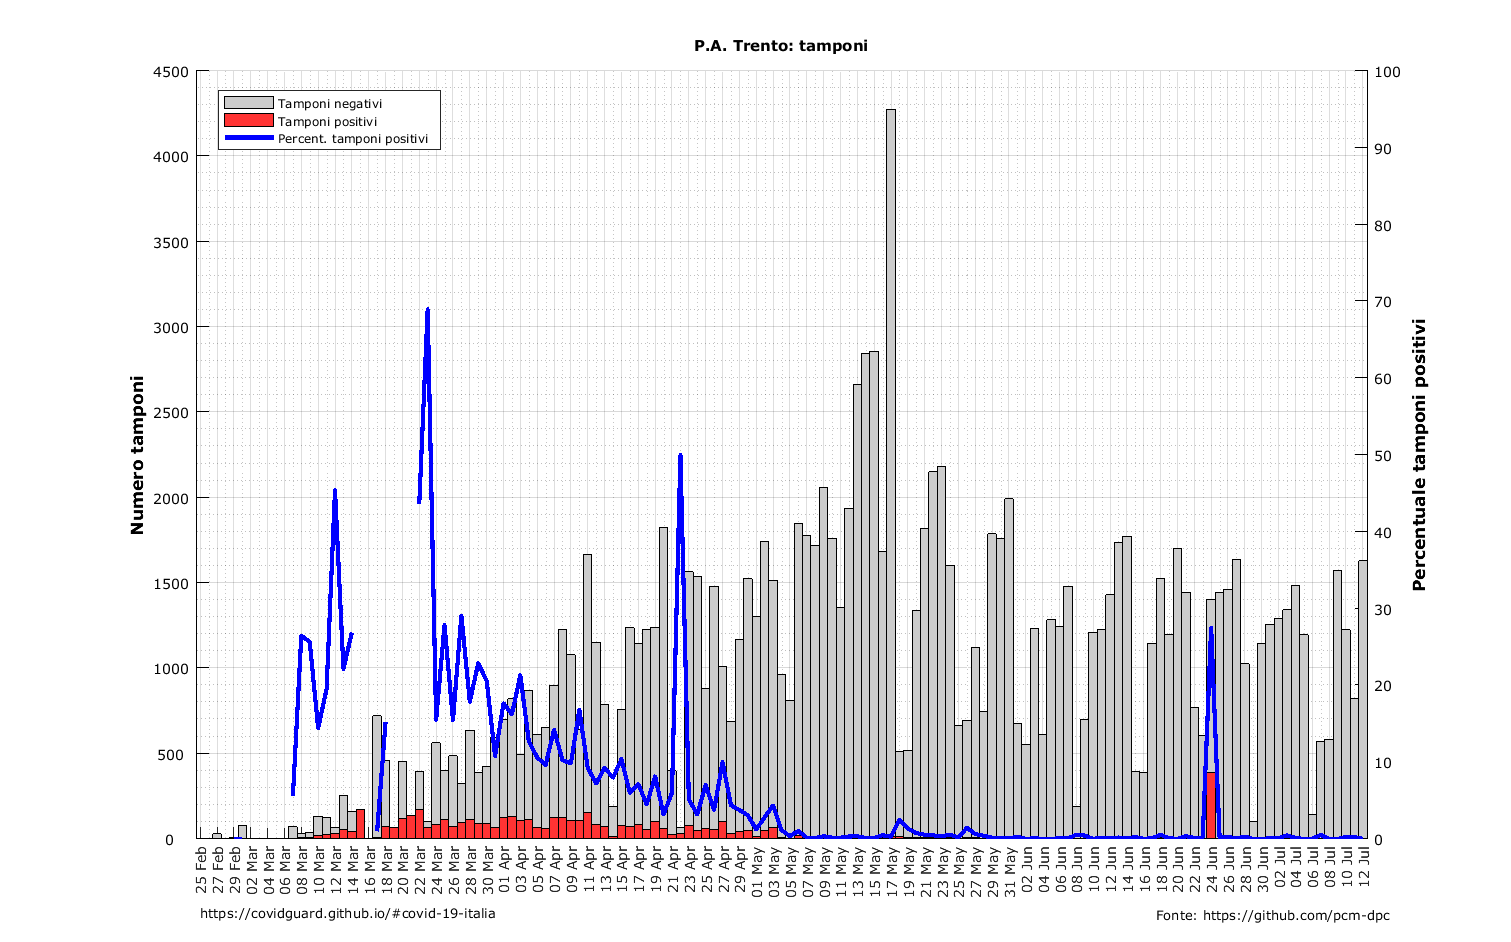 P.A. Trento: tamponi
Tamponi negativi
Tamponi positivi
Percent. tamponi positivi
Numero tamponi
4500
4000
3500
3000
2500
2000
1500
1000
500
0
Percentuale tamponi positivi
100
90
80
70
60
50
40
30
20
10
0
25 Feb
27 Feb
29 Feb
02 Mar
04 Mar
06 Mar
08 Mar
10 Mar
12 Mar
14 Mar
16 Mar
18 Mar
20 Mar
22 Mar
24 Mar
26 Mar
28 Mar
30 Mar
01 Apr
03 Apr
05 Apr
07 Apr
09 Apr
11 Apr
13 Apr
15 Apr
17 Apr
19 Apr
21 Apr
23 Apr
25 Apr
27 Apr
29 Apr
01 May
03 May
05 May
07 May
09 May
11 May
13 May
15 May
17 May
19 May
21 May
23 May
25 May
27 May
29 May
31 May
02 Jun
04 Jun
06 Jun
08 Jun
10 Jun
12 Jun
14 Jun
16 Jun
18 Jun
20 Jun
22 Jun
24 Jun
26 Jun
28 Jun
30 Jun
02 Jul
04 Jul
06 Jul
08 Jul
10 Jul
12 Jul
https://covidguard.github.io/#covid-19-italia
Fonte: https://github.com/pcm-dpc